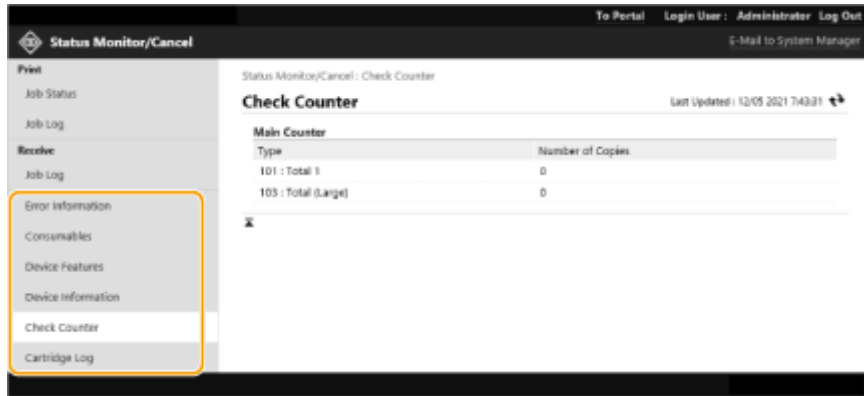 To Portal Login User : Administrator Log Out
Status Monitor/Cancel
E-Mail to System Manager
Print
Job Status
Job Log
Receive
Job Log
Error Information
Consumables
Device Features
Device Information
Check Counter
Cartridge Log
Status Monitor/Cancel : Check Counter
Check Counter
Last Updated : 12/05 2021 7:43:31
Main Counter
Type Number of Copies
101 : Total 1 0
103 : Total (Large) 0